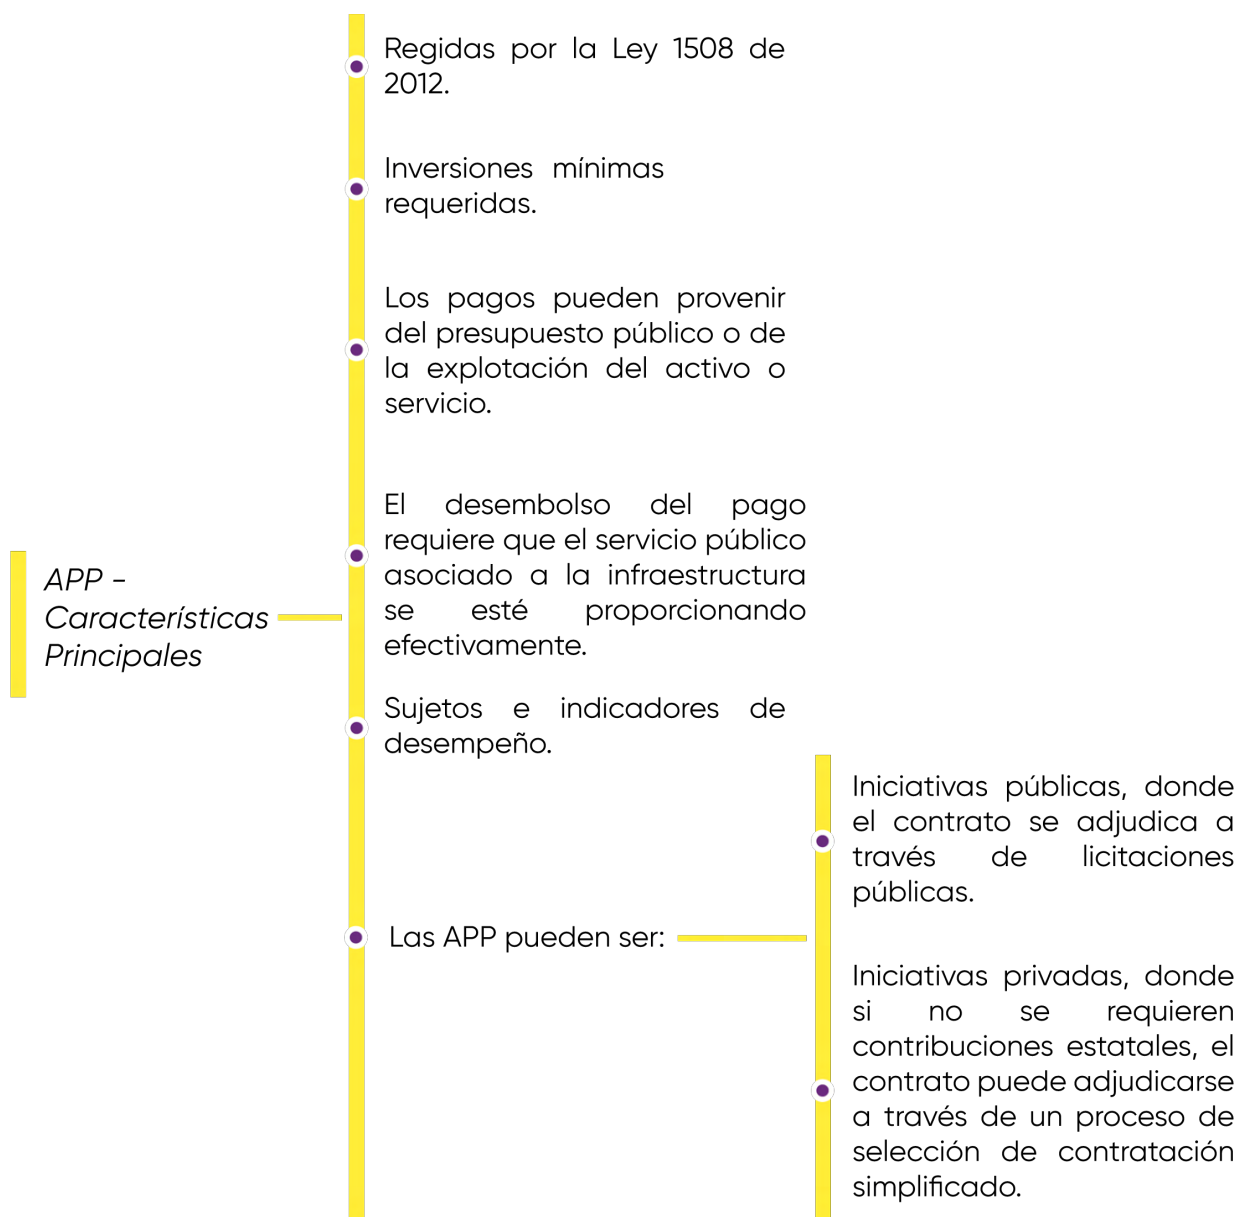 APP -
Características
Principales
Regidas por la Ley 1508 de
2012.
Inversiones mínimas
requeridas.
Los pagos pueden provenir
del presupuesto público o de
la explotación del activo o
servicio.
El desembolso del pago
requiere que el servicio público
asociado a la infraestructura
se esté proporcionando
efectivamente.
Sujetos e indicadores de
desempeño.
Las APP pueden ser:
Iniciativas públicas, donde
el contrato se adjudica a
través de licitaciones
públicas.
Iniciativas privadas, donde
si no se requieren
contribuciones estatales, el
contrato puede adjudicarse
a través de un proceso de
selección de contratación
simplificado.